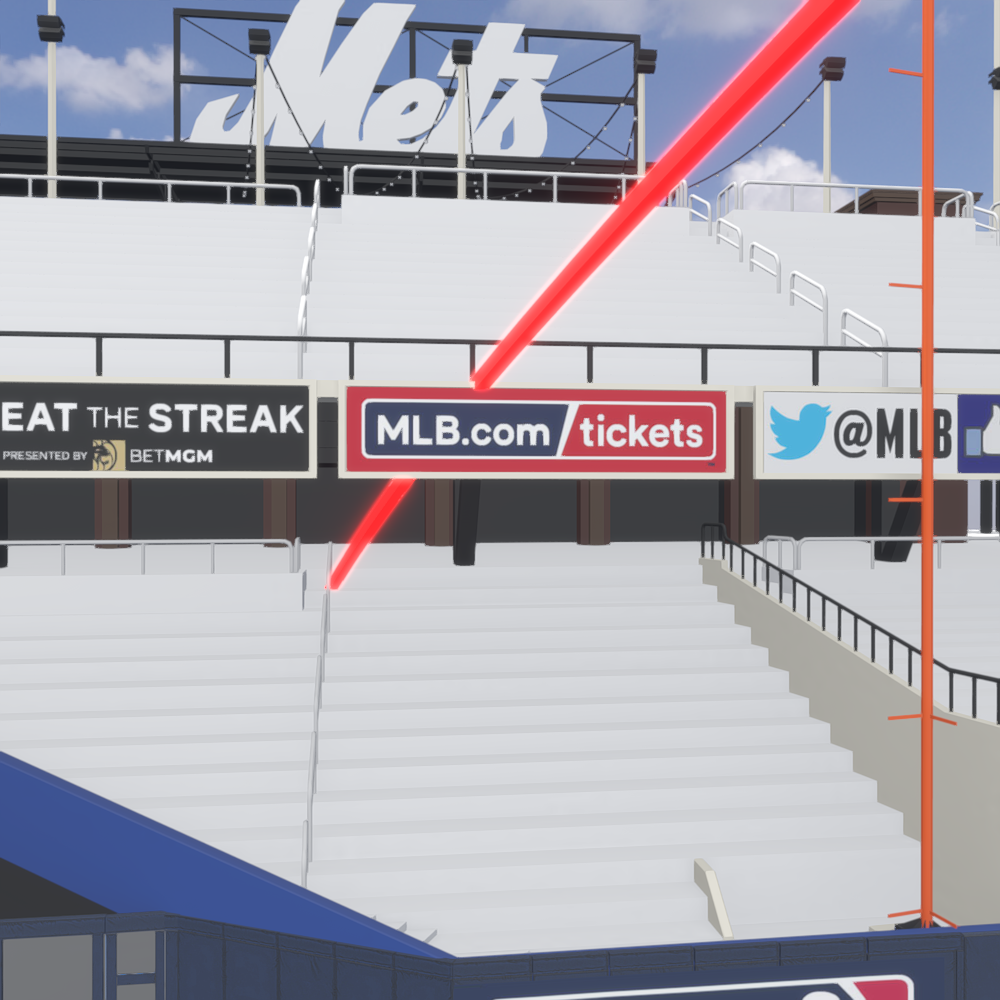 Mets
EAT THE STREAK
PRESENTED BY BETMGM
MLB.com/tickets
@MLB